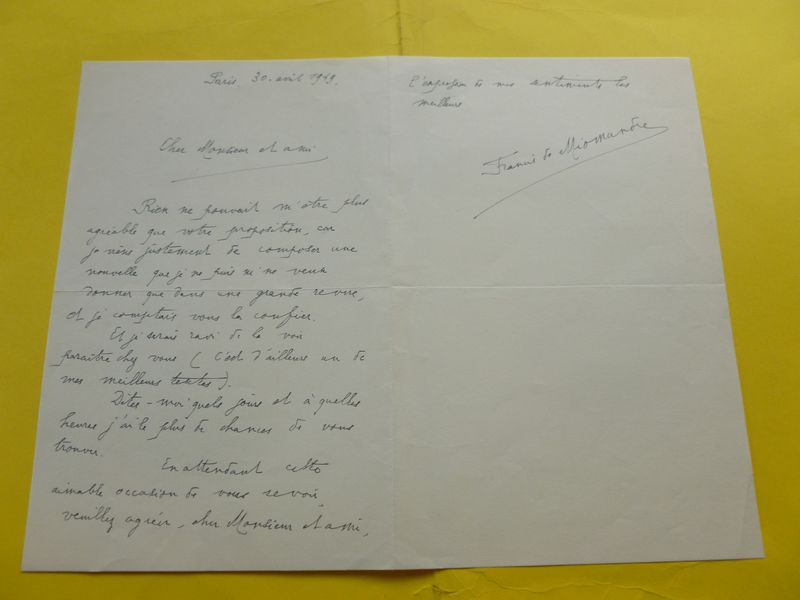 Paris, 30. avril 1949.
Cher Monsieur et ami
Rien ne pouvait m'être plus
agréable que votre proposition, car
je viens justement de composer une
nouvelle que je ne puis ni ne veux
donner que dans une grande revue,
et je comptais vous la confier.
Et je serais ravi de la voir
paraître chez vous (c'est d'ailleurs un de
mes meilleurs textes).
Dites-moi quels jours et à quelles
heures j'ai le plus de chances de vous
trouver.
En attendant cette
aimable occasion de vous revoir,
veuillez agréer, cher Monsieur et ami,
l'expression de mes sentiments les
meilleurs
Francis de Miomandre